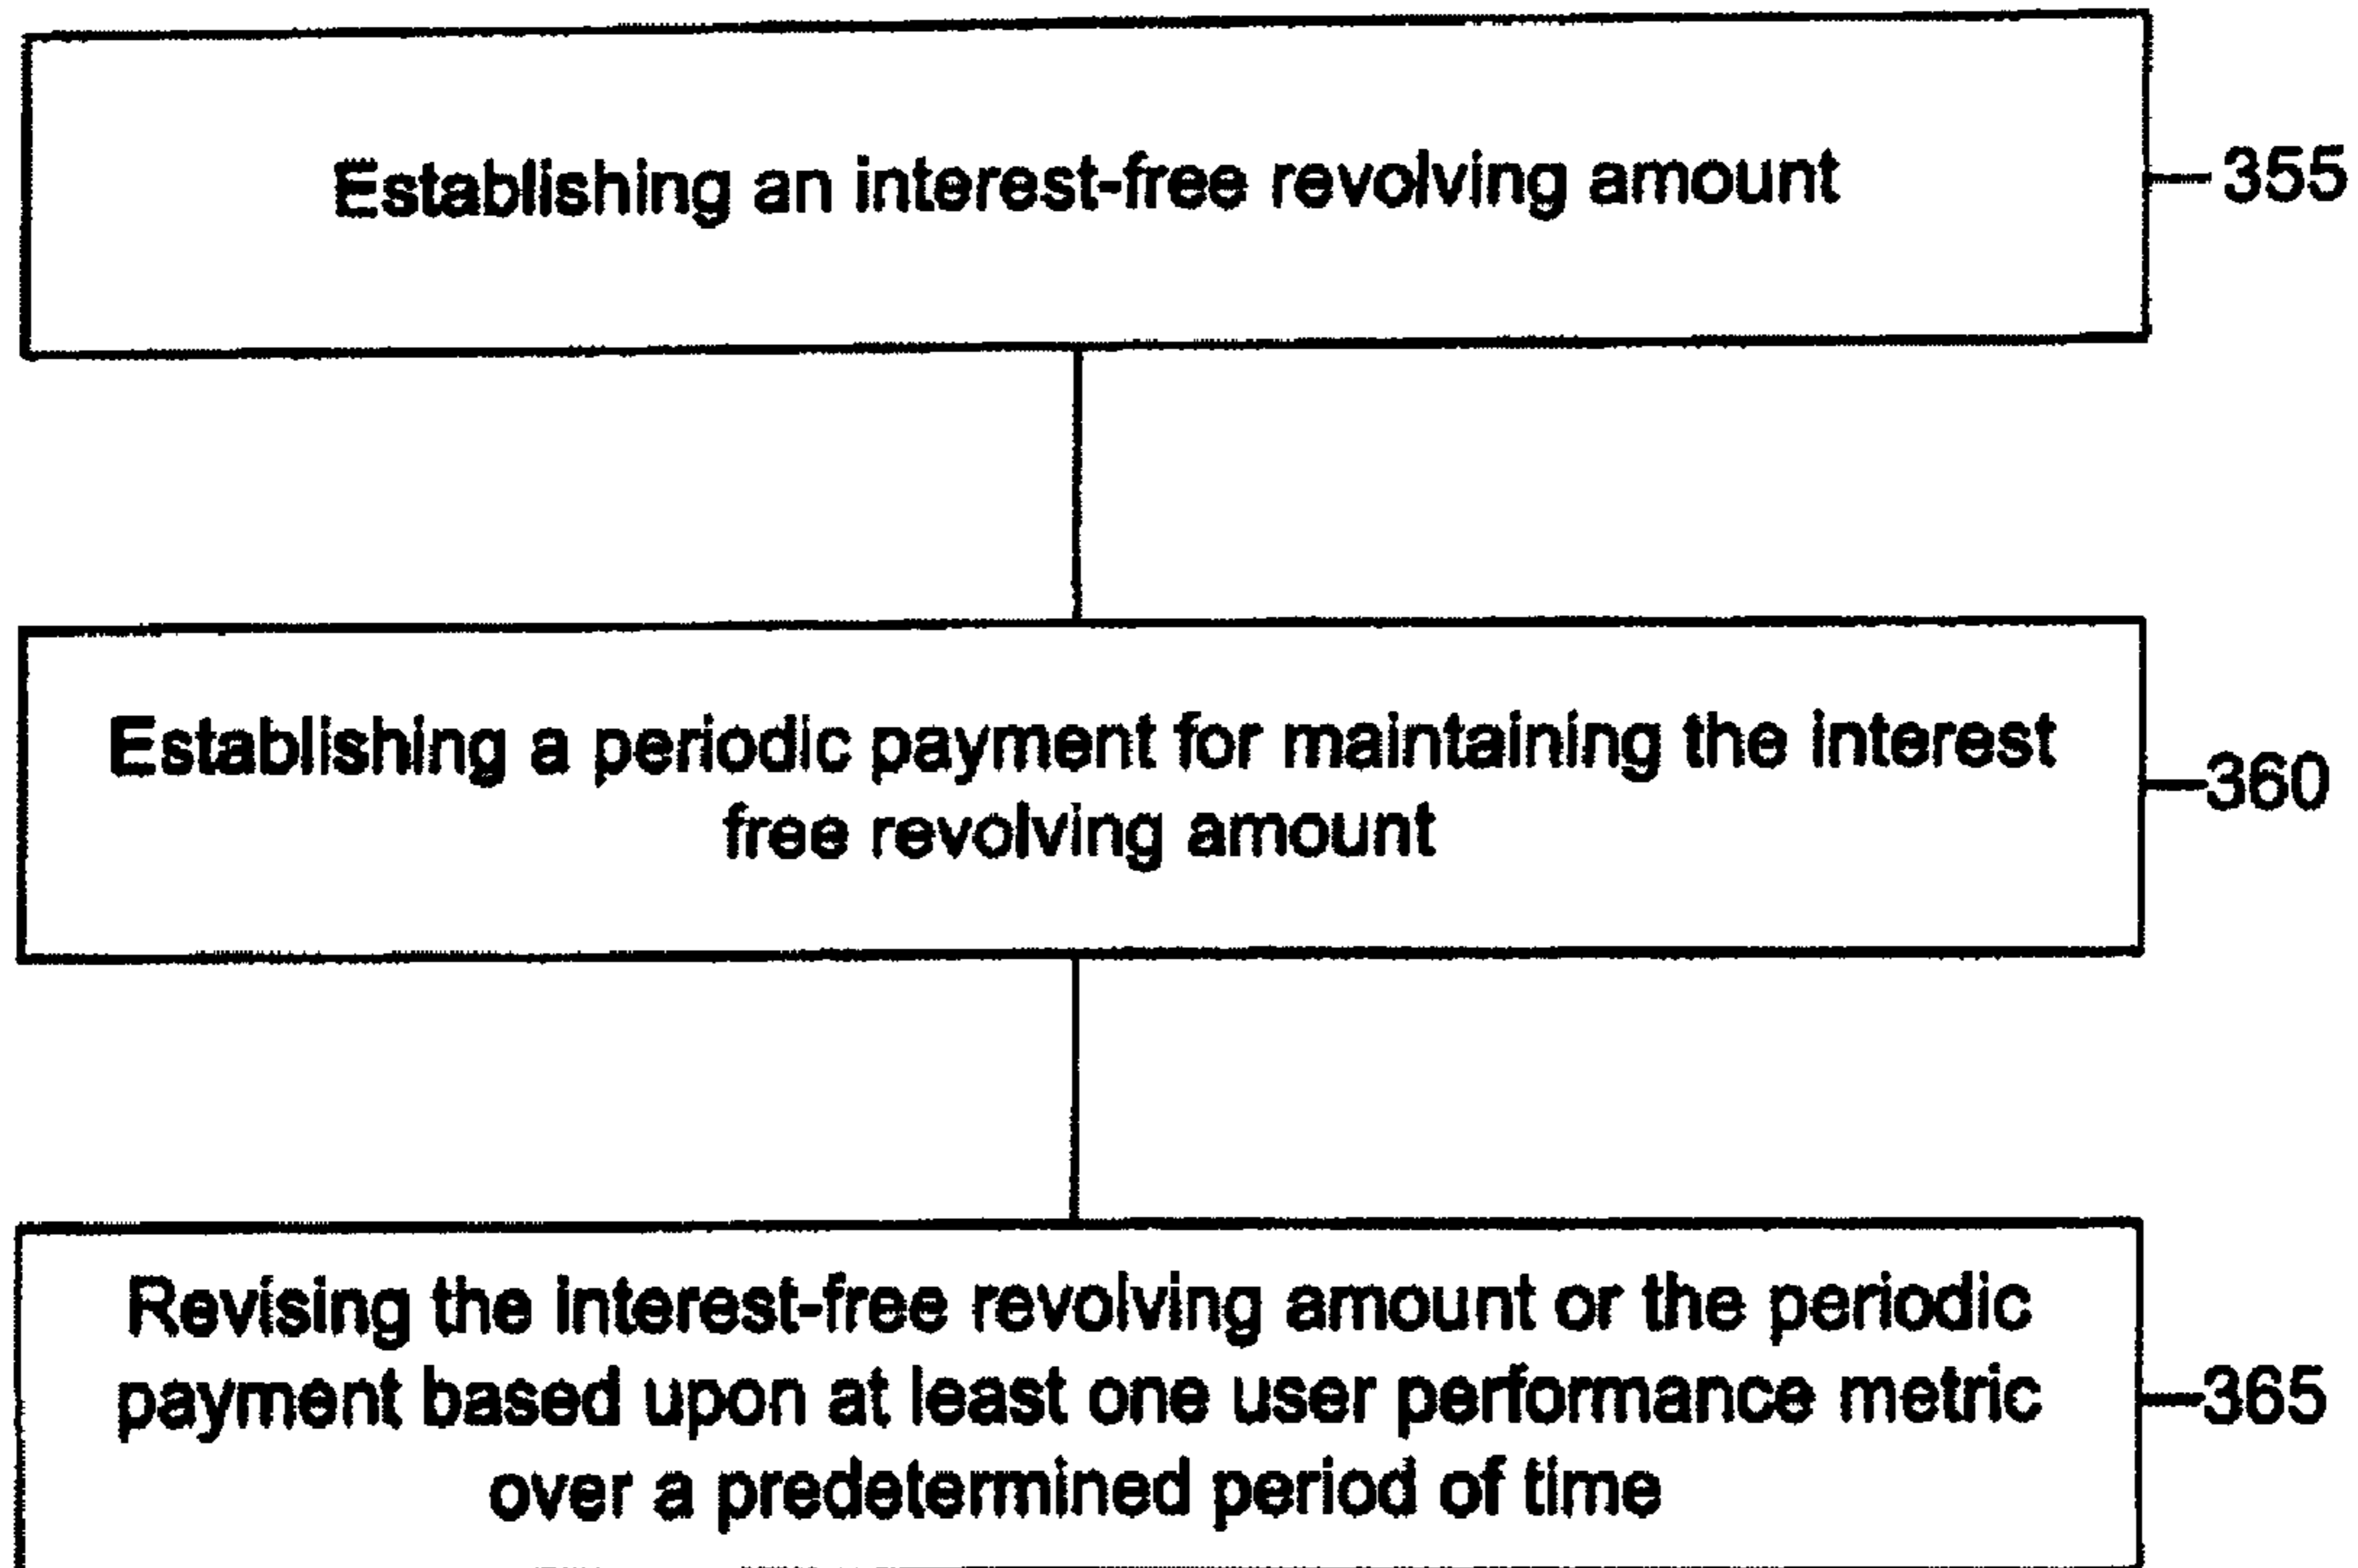 Establishing an interest-free revolving amount
355
Establishing a periodic payment for maintaining the interest
free revolving amount
360
Revising the interest-free revolving amount or the periodic
payment based upon at least one user performance metric
over a predetermined period of time
365